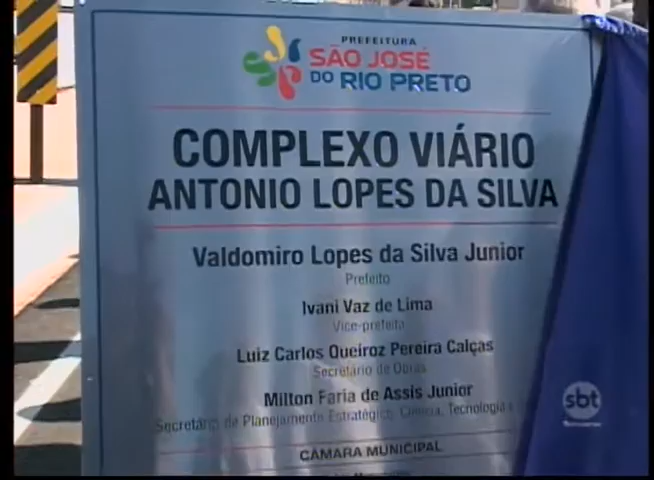 PREFEITURA
SÃO JOSÉ
DO RIO PRETO
COMPLEXO VIÁRIO
ANTONIO LOPES DA SILVA
Valdomiro Lopes da Silva Junior
Prefeito
Ivani Vaz de Lima
Vice-prefeita
Luiz Carlos Queiroz Pereira Calças
Secretário de Obras
Milton Faria de Assis Junior
Secretário de Planejamento Estratégico, Ciência, Tecnologia e
CÂMARA MUNICIPAL
sbt